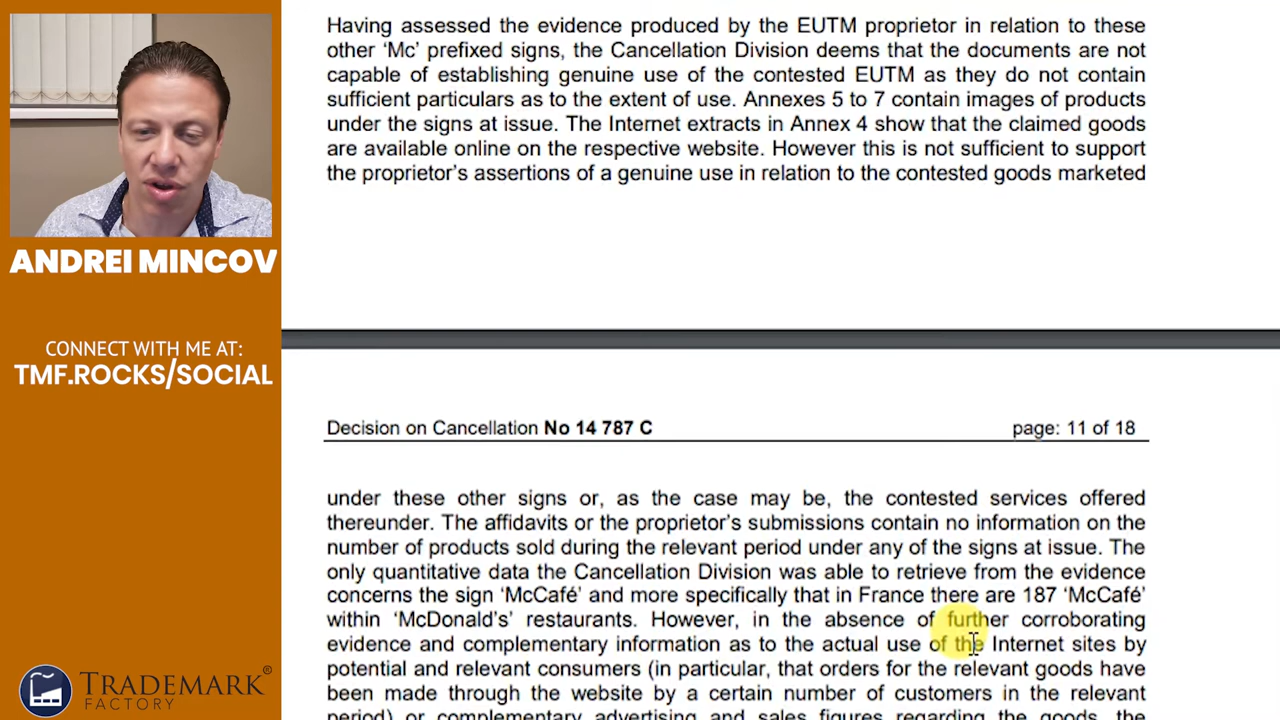 Having assessed the evidence produced by the EUTM proprietor in relation to these
other ‘Mc’ prefixed signs, the Cancellation Division deems that the documents are not
capable of establishing genuine use of the contested EUTM as they do not contain
sufficient particulars as to the extent of use. Annexes 5 to 7 contain images of products
under the signs at issue. The Internet extracts in Annex 4 show that the claimed goods
are available online on the respective website. However this is not sufficient to support
the proprietor’s assertions of a genuine use in relation to the contested goods marketed
ANDREI MINCOV
CONNECT WITH ME AT:
TMF.ROCKS/SOCIAL
Decision on Cancellation No 14 787 C page: 11 of 18
under these other signs or, as the case may be, the contested services offered
thereunder. The affidavits or the proprietor’s submissions contain no information on the
number of products sold during the relevant period under any of the signs at issue. The
only quantitative data the Cancellation Division was able to retrieve from the evidence
concerns the sign ‘McCafé’ and more specifically that in France there are 187 ‘McCafé’
within ‘McDonald’s’ restaurants. However, in the absence of further corroborating
evidence and complementary information as to the actual use of the Internet sites by
potential and relevant consumers (in particular, that orders for the relevant goods have
been made through the website by a certain number of customers in the relevant
period) or complementary advertising and sales figures regarding the goods, the
TRADEMARK®
FACTORY